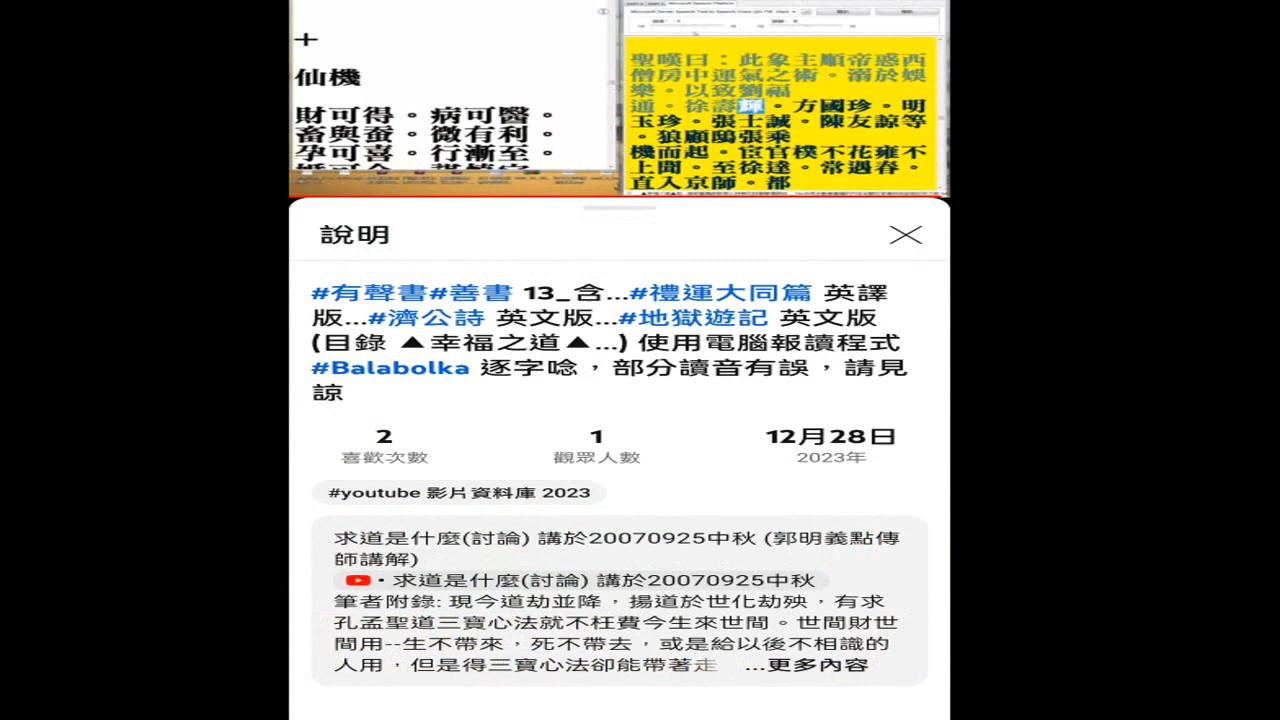 +
仙機
財可得。病可醫。
畜與蚕。微有利。
孕可喜。行漸至。
聖嘆曰：此象主順帝惑西
僧房中運氣之術。溺於娛
樂。以致劉福
通。徐壽輝。方國珍。明
玉珍。張士誠。陳友諒等
。狼顧鴟張乘
機而起。宦官樸不花雍不
上聞。至徐達。常遇春。
直入京師。都
說明
#有聲書#善書 13_含...#禮運大同篇 英譯
版...#濟公詩 英文版...#地獄遊記 英文版
(目錄 ▲幸福之道▲...) 使用電腦報讀程式
#Balabolka 逐字唸，部分讀音有誤，請見
諒
2 1 12月28日
喜歡次數 觀眾人數 2023年
#youtube 影片資料庫 2023
求道是什麼(討論) 講於20070925中秋 (郭明義點傳
師講解)
• 求道是什麼(討論) 講於20070925中秋
筆者附錄: 現今道劫並降，揚道於世化劫殃，有求
孔孟聖道三寶心法就不枉費今生來世間。世間財世
間用--生不帶來，死不帶去，或是給以後不相識的
人用，但是得三寶心法卻能帶著走 ...更多內容